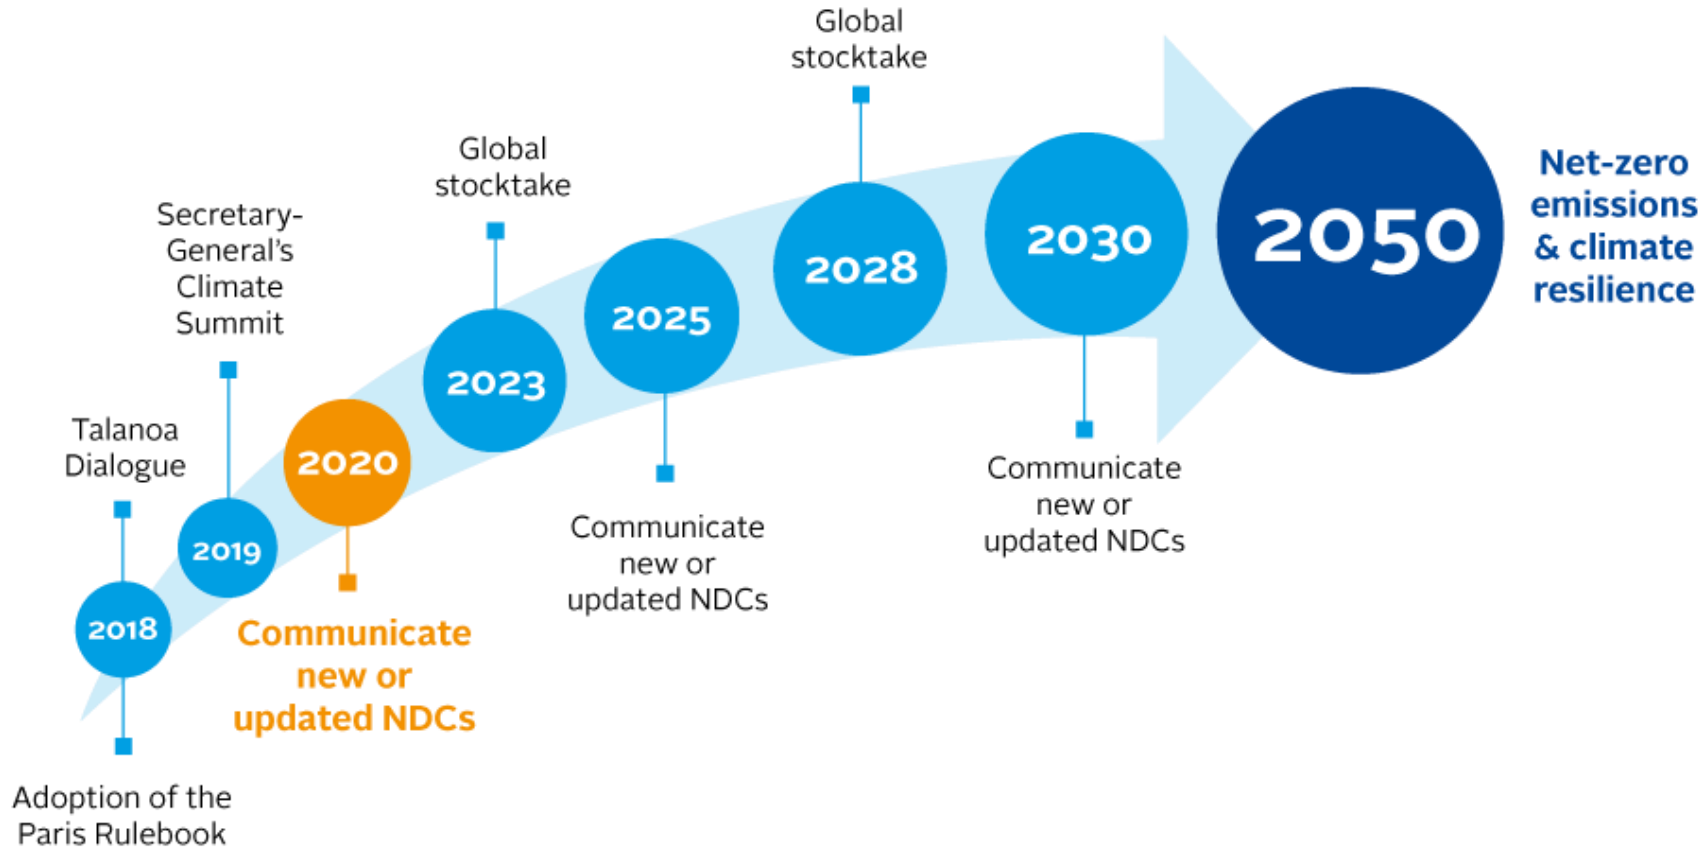 Talanoa
Dialogue
2018
Adoption of the
Paris Rulebook
Secretary-
General's
Climate
Summit
2019
2020
Communicate
new or
updated NDCs
Global
stocktake
2023
2025
Communicate
new or
updated NDCs
Global
stocktake
2028
2030
Communicate
new or
updated NDCs
2050
Net-zero
emissions
& climate
resilience